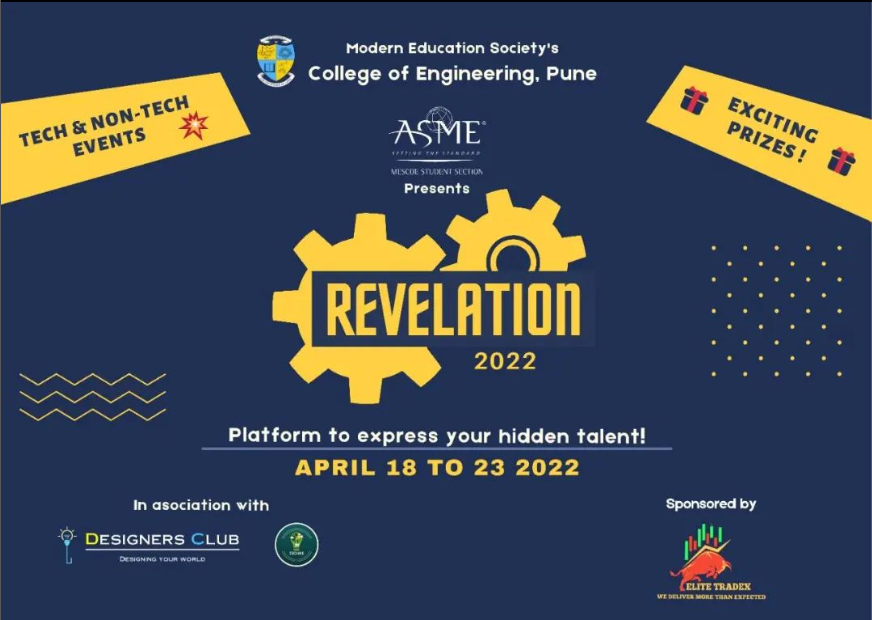 Modern Education Society's
College of Engineering, Pune
TECH & NON-TECH
EVENTS
EXCITING
PRIZES!
ASME®
SETTING THE STANDARD
MESCOE STUDENT SECTION
Presents
REVELATION
2022
Platform to express your hidden talent!
APRIL 18 TO 23 2022
In asociation with
DESIGNERS CLUB
DESIGNING YOUR WORLD
Sponsored by
ELITE TRADEX
WE DELIVER MORE THAN EXPECTED